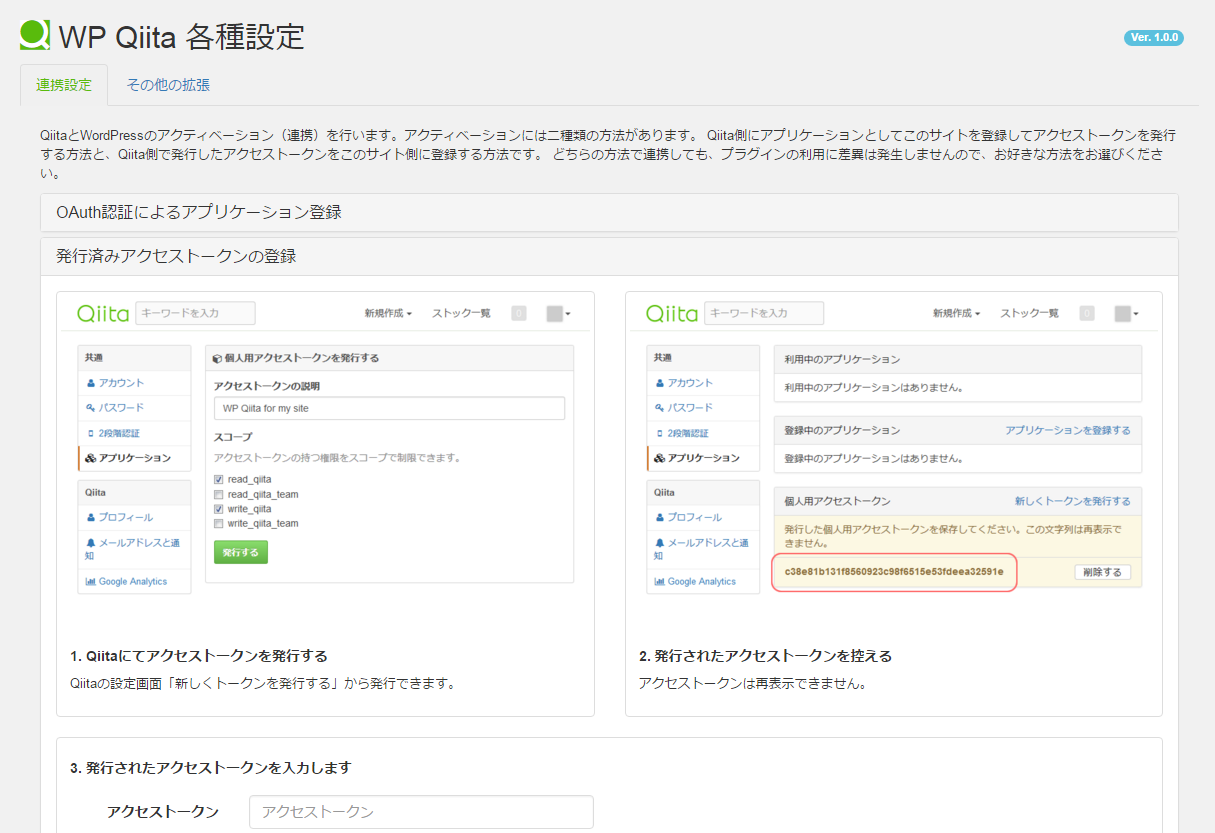 WP Qiita 各種設定
Ver. 1.0.0
連携設定
その他の拡張
QiitaとWordPressのアクティベーション（連携）を行います。アクティベーションには二種類の方法があります。 Qiita側にアプリケーションとしてこのサイトを登録してアクセストークンを発行
する方法と、Qiita側で発行したアクセストークンをこのサイト側に登録する方法です。 どちらの方法で連携しても、プラグインの利用に差異は発生しませんので、お好きな方法をお選びくださ
い。
OAuth認証によるアプリケーション登録
発行済みアクセストークンの登録
Qiita
キーワードを入力
新規作成
ストック一覧
0
共通
アカウント
パスワード
2段階認証
アプリケーション
Qiita
プロフィール
メールアドレスと通
知
Google Analytics
個人用アクセストークンを発行する
アクセストークンの説明
WP Qiita for my site
スコープ
アクセストークンの持つ権限をスコープで制限できます。
read_qiita
read_qiita_team
write_qiita
write_qiita_team
発行する
1. Qiitaにてアクセストークンを発行する
Qiitaの設定画面「新しくトークンを発行する」から発行できます。
Qiita
キーワードを入力
新規作成
ストック一覧
0
共通
アカウント
パスワード
2段階認証
アプリケーション
Qiita
プロフィール
メールアドレスと通
知
Google Analytics
利用中のアプリケーション
利用中のアプリケーションはありません。
登録中のアプリケーション
アプリケーションを登録する
登録中のアプリケーションはありません。
個人用アクセストークン
新しくトークンを発行する
発行した個人用アクセストークンを保存してください。この文字列は再表示で
きません。
c38e81b131f8560923c98f6515e53fdeea32591e
削除する
2. 発行されたアクセストークンを控える
アクセストークンは再表示できません。
3. 発行されたアクセストークンを入力します
アクセストークン
アクセストークン